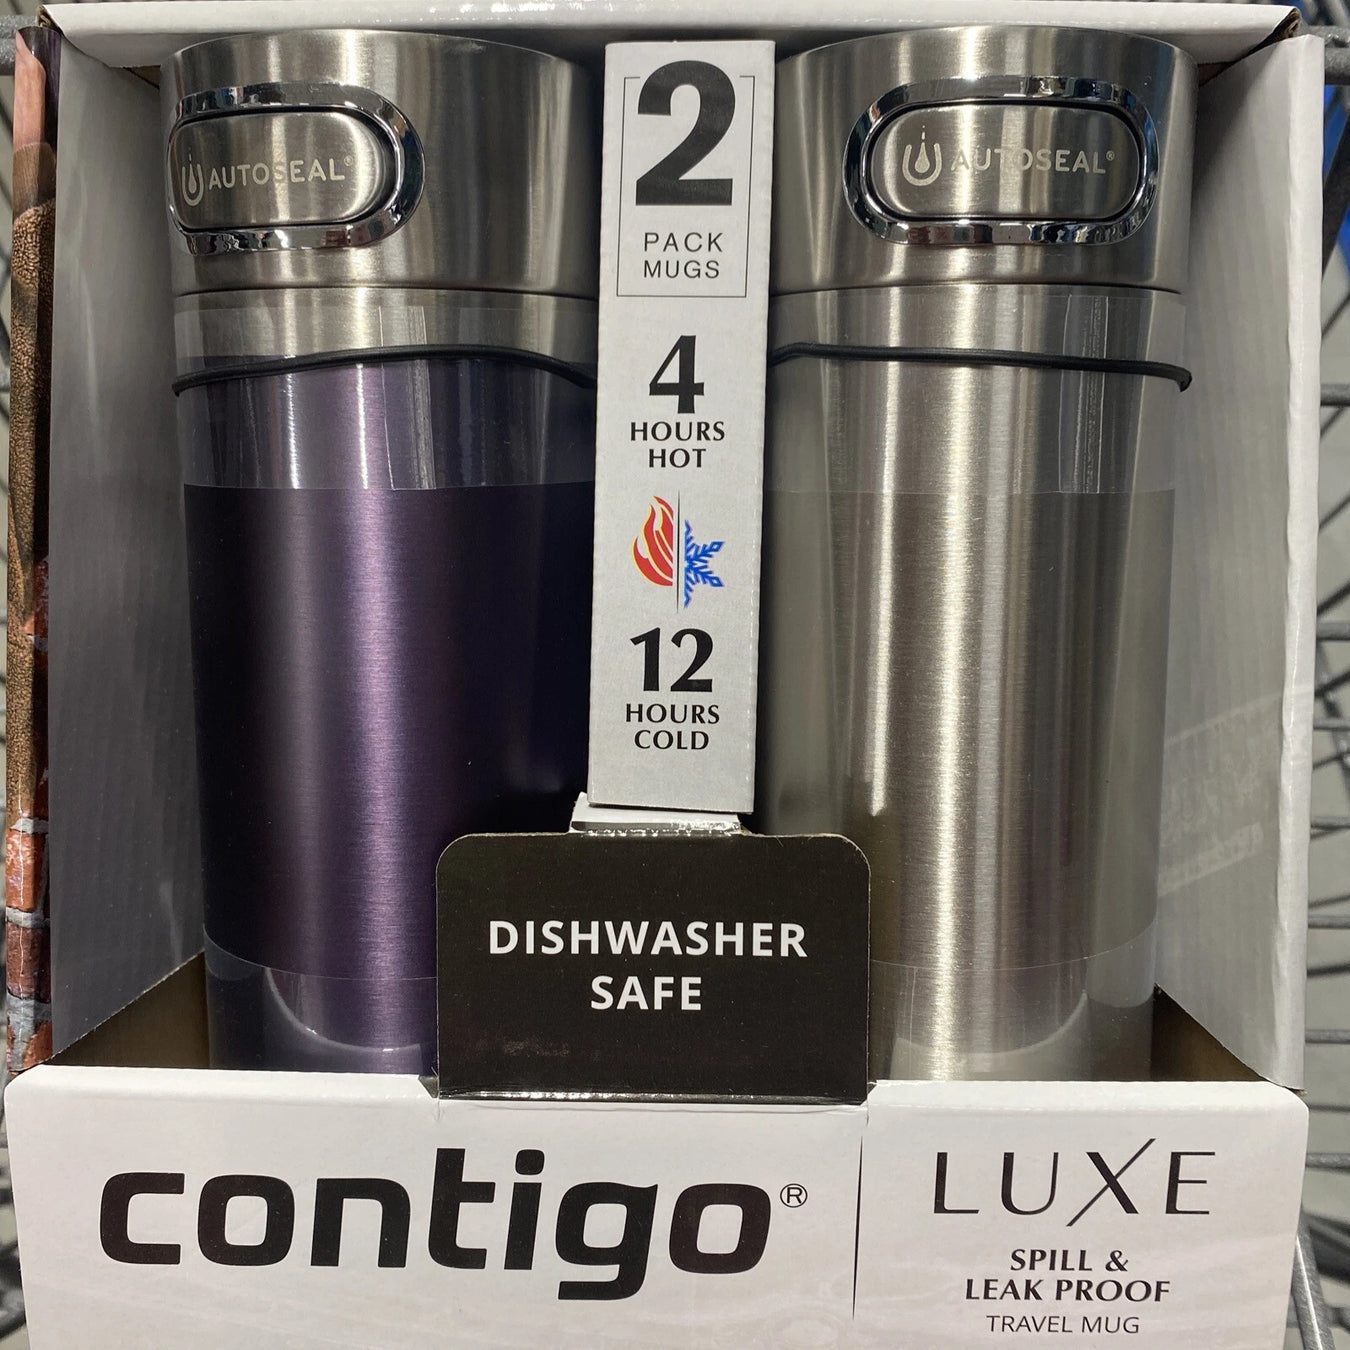 AUTOSEAL®
AUTOSEAL®
2
PACK
MUGS
4
HOURS
HOT
12
HOURS
COLD
DISHWASHER
SAFE
contigo®
LUXE
SPILL &
LEAK PROOF
TRAVEL MUG